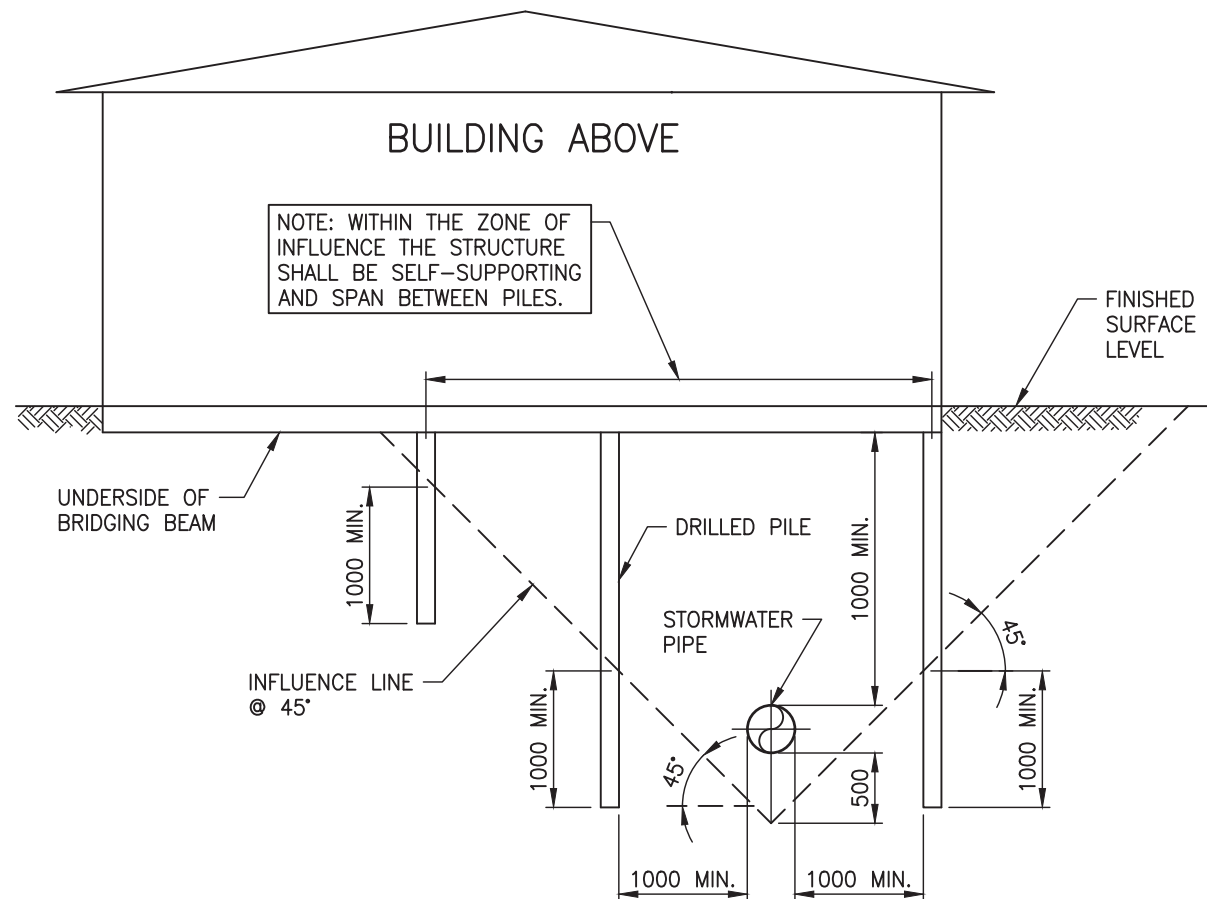 BUILDING ABOVE
NOTE: WITHIN THE ZONE OF
INFLUENCE THE STRUCTURE
SHALL BE SELF-SUPPORTING
AND SPAN BETWEEN PILES.
FINISHED
SURFACE
LEVEL
UNDERSIDE OF
BRIDGING BEAM
1000 MIN.
DRILLED PILE
1000 MIN.
STORMWATER
PIPE
45°
INFLUENCE LINE
@ 45°
1000 MIN.
45°
500
1000 MIN.
1000 MIN.
1000 MIN.